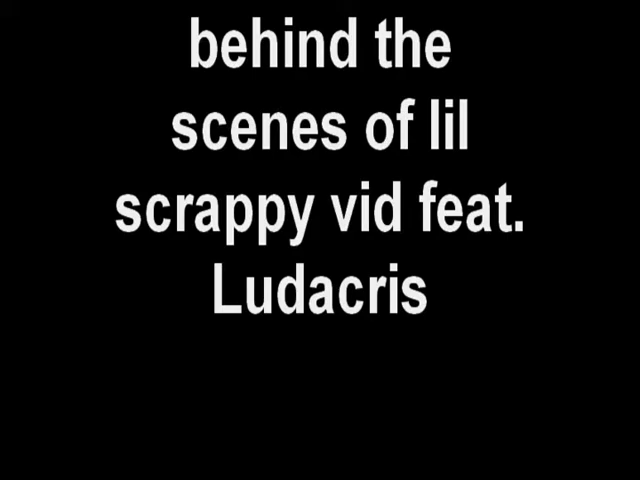 behind the
scenes of lil
scrappy vid feat.
Ludacris